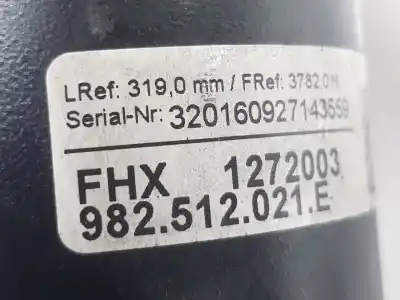 LRef: 319,0 mm / FRef: 3782,0 N
Serial-Nr: 320160927143559
FHX 1272003
982.512.021.E